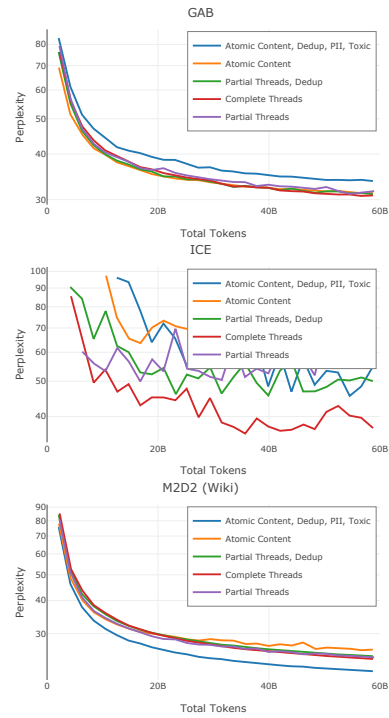 GAB
80
70
60
50
40
30
Perplexity
Atomic Content, Dedup, PII, Toxic
Atomic Content
Partial Threads, Dedup
Complete Threads
Partial Threads
0
20B
40B
60B
Total Tokens
ICE
100
90
80
70
60
50
40
Perplexity
Atomic Content, Dedup, PII, Toxic
Atomic Content
Partial Threads, Dedup
Complete Threads
Partial Threads
0
20B
40B
60B
Total Tokens
M2D2 (Wiki)
90
80
70
60
50
40
30
Perplexity
Atomic Content, Dedup, PII, Toxic
Atomic Content
Partial Threads, Dedup
Complete Threads
Partial Threads
0
20B
40B
60B
Total Tokens